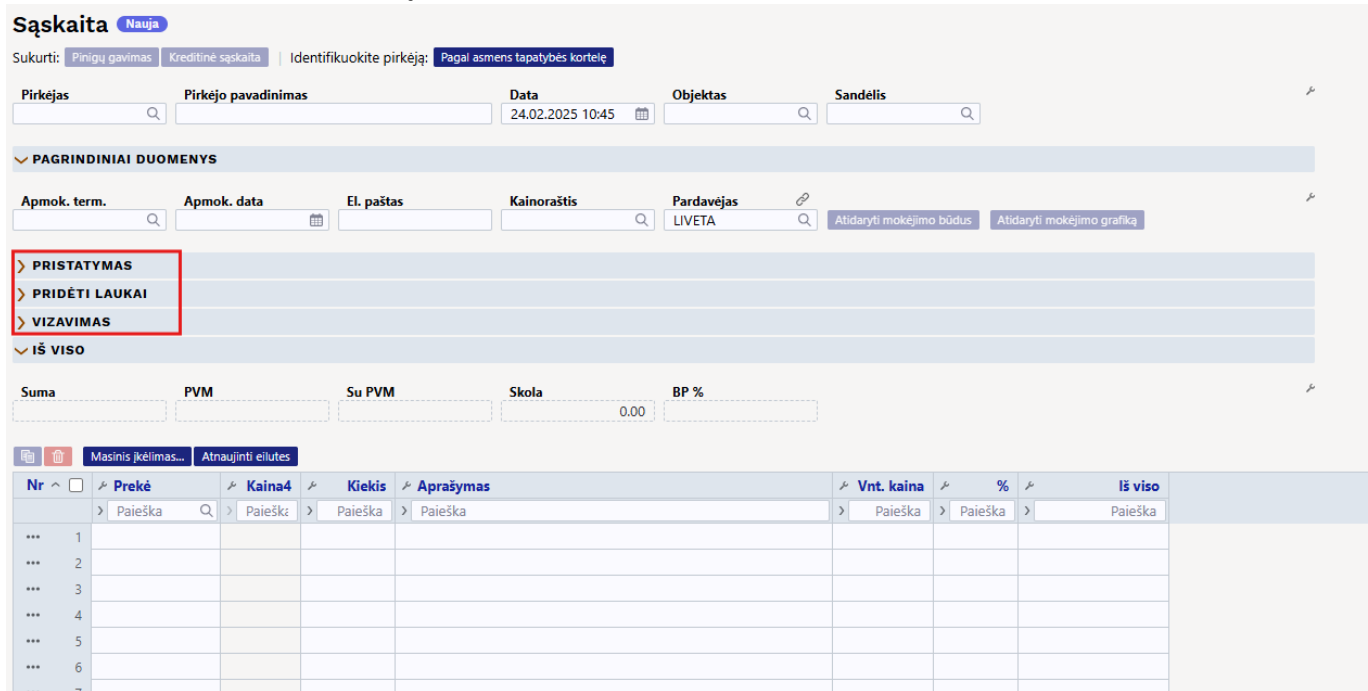 Sąskaita Nauja
Sukurti: Pinigų gavimas Kreditinė sąskaita | Identifikuokite pirkėją: Pagal asmens tapatybės kortelę
Pirkėjas Pirkėjo pavadinimas Data Objektas Sandėlis
24.02.2025 10:45
PAGRINDINIAI DUOMENYS
Apmok. term. Apmok. data El. paštas Kainoraštis Pardavėjas
LIVETA Atidaryti mokėjimo būdus Atidaryti mokėjimo grafiką
PRISTATYMAS
PRIDĖTI LAUKAI
VIZAVIMAS
IŠ VISO
Suma PVM Su PVM Skola BP %
0.00
Masinis įkėlimas... Atnaujinti eilutes
Nr Prekė Kaina4 Kiekis Aprašymas Vnt. kaina % Iš viso
Paieška Paieška Paieška Paieška Paieška Paieška Paieška
1
2
3
4
5
6